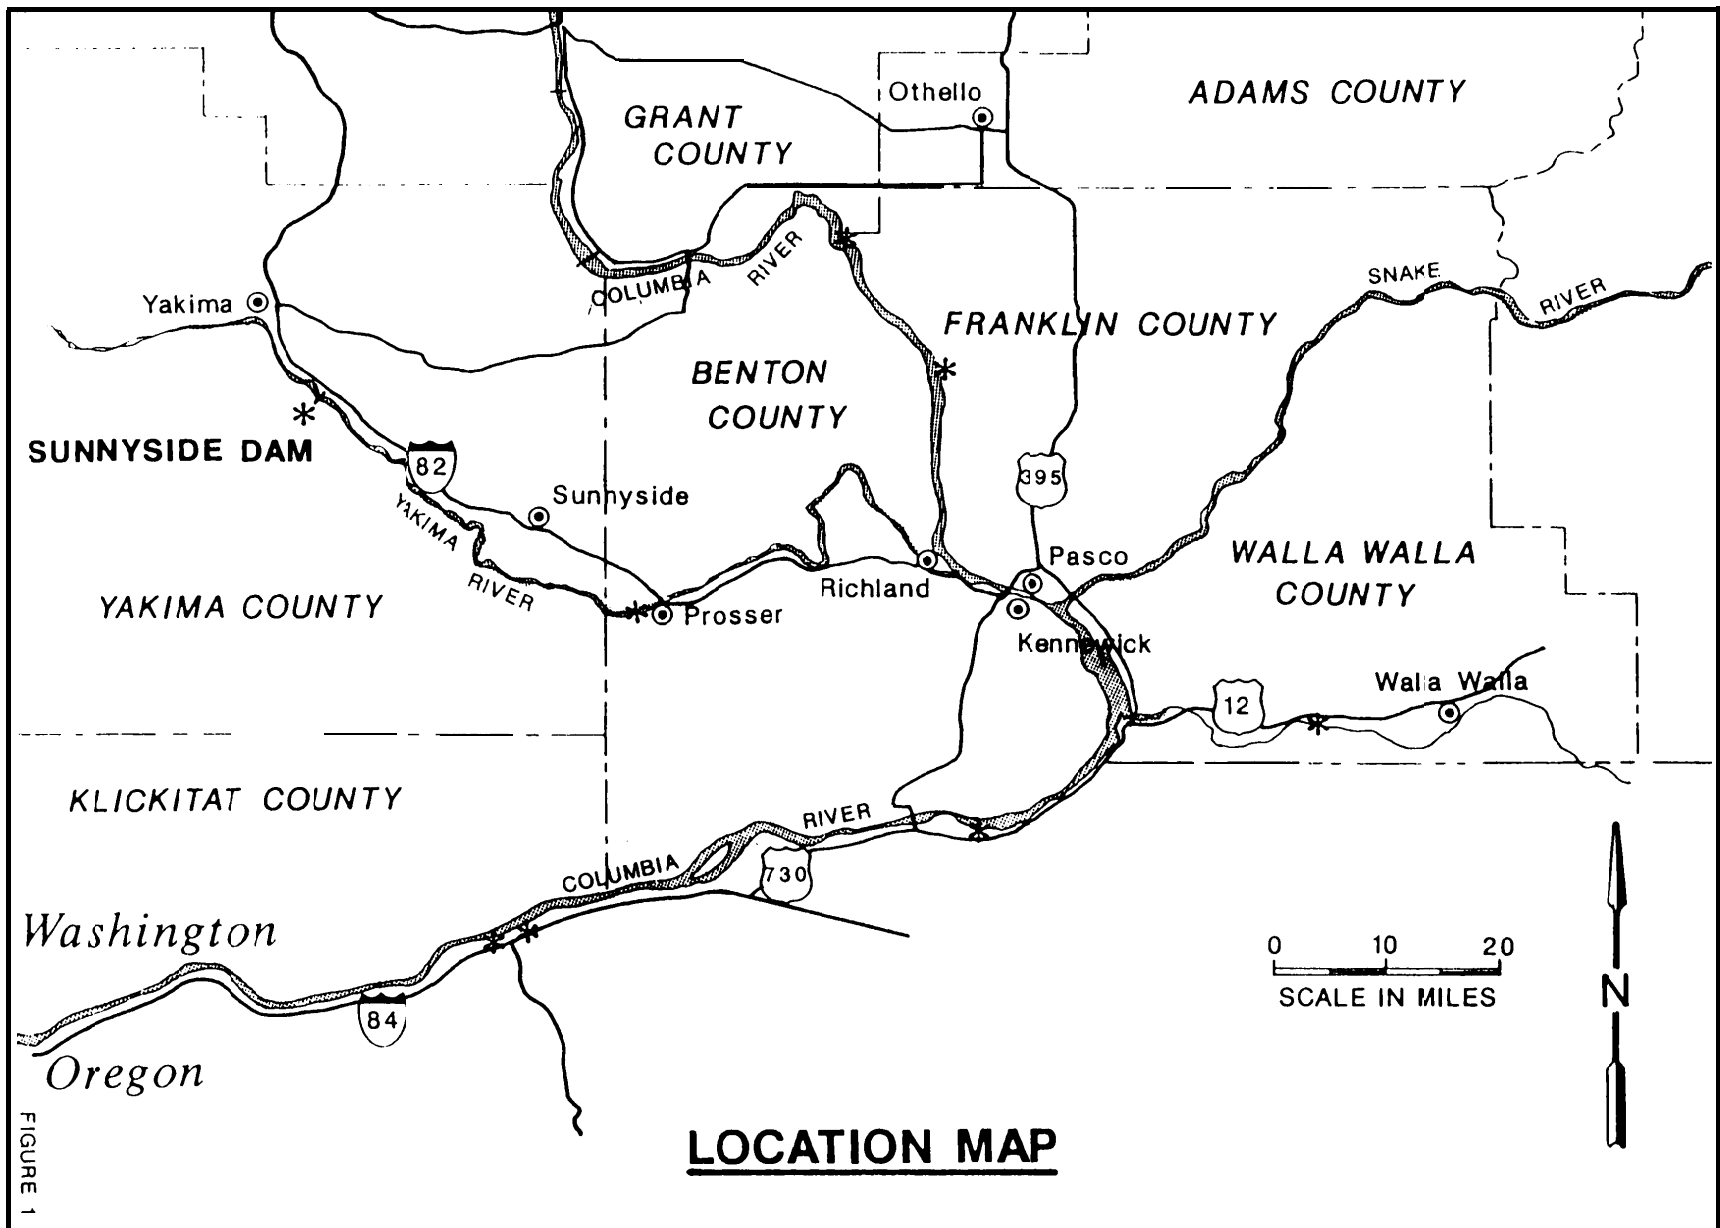 Othello
ADAMS COUNTY
GRANT
COUNTY
RIVER
SNAKE
COLUMBIA
RIVER
Yakima
FRANKLIN COUNTY
BENTON
COUNTY
SUNNYSIDE DAM
82
395
Sunnyside
YAKIMA
RIVER
Pasco
WALLA WALLA
COUNTY
YAKIMA COUNTY
Richland
Prosser
Kennewick
Walla Walla
12
KLICKITAT COUNTY
RIVER
COLUMBIA
730
Washington
0 10 20
SCALE IN MILES
N
84
Oregon
FIGURE 1
LOCATION MAP